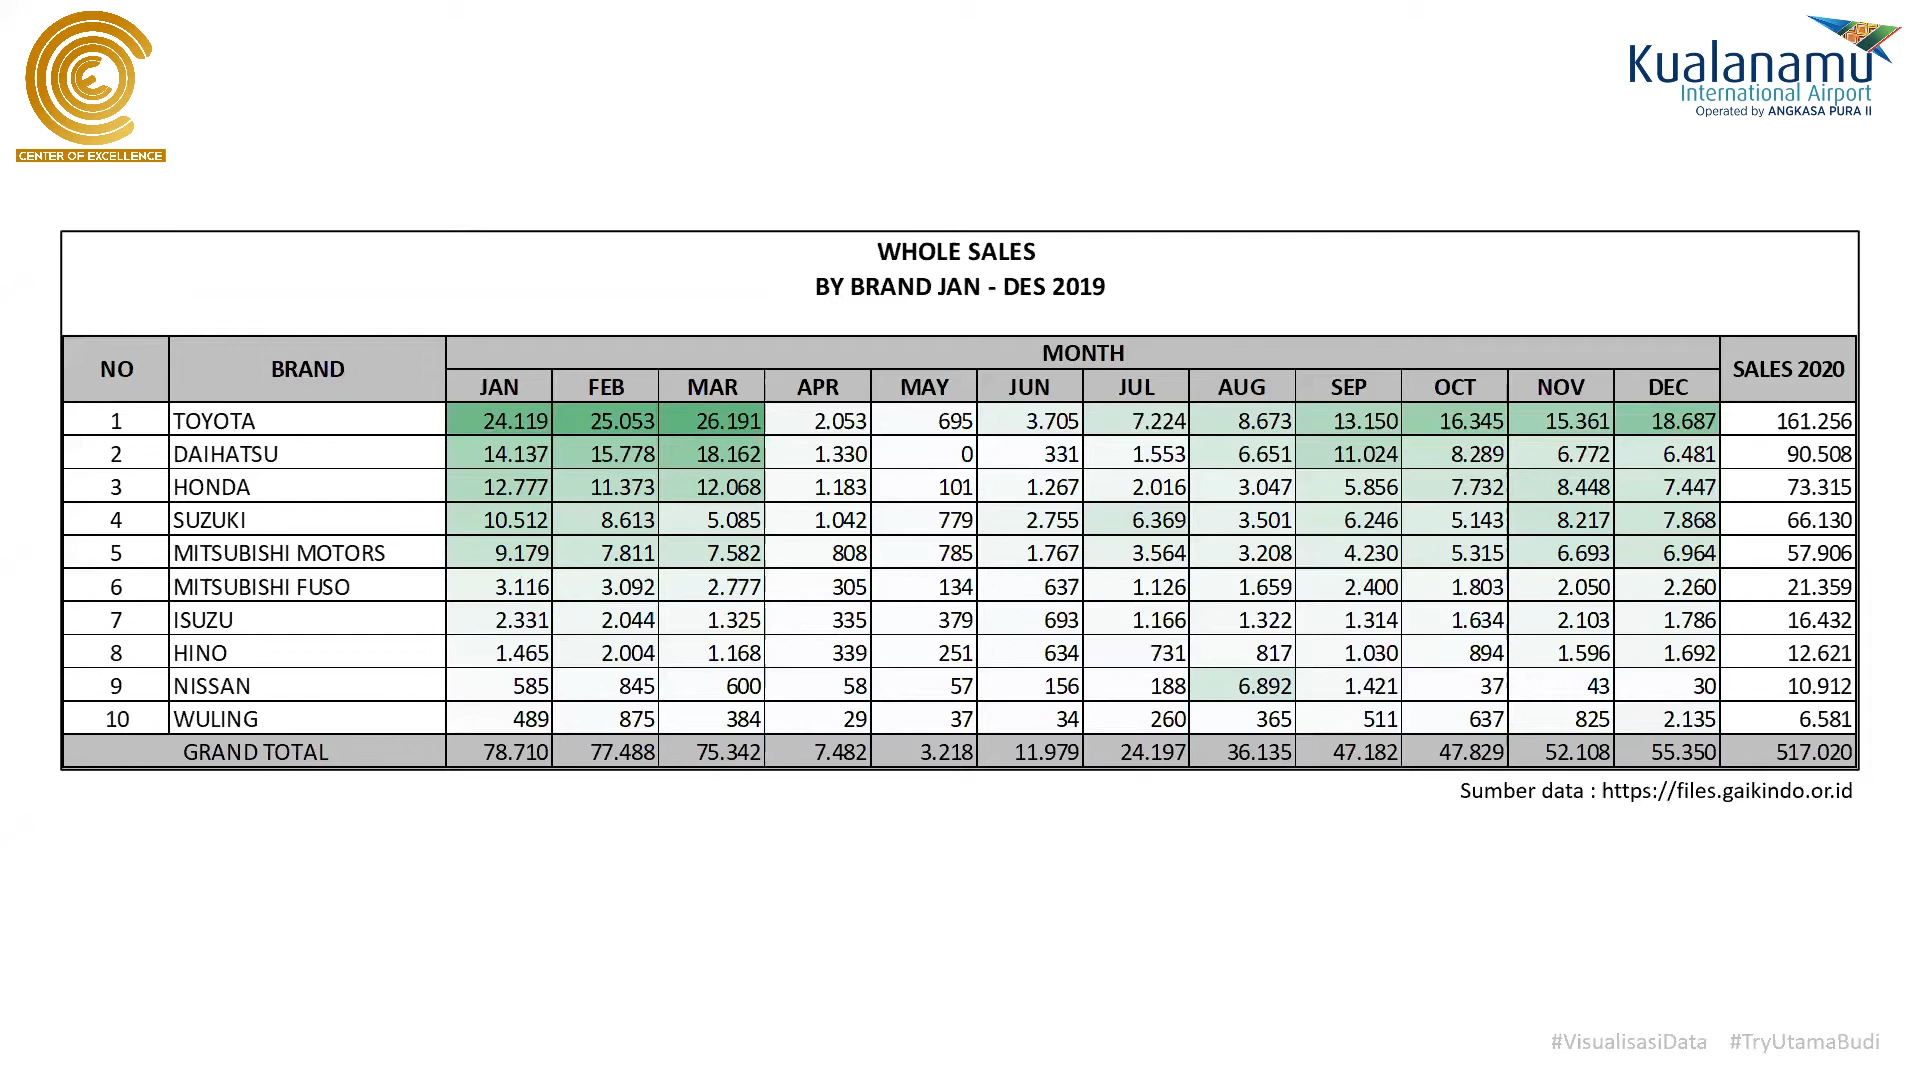 CENTER OF EXCELLENCE
Kualanamu
International Airport
Operated by ANGKASA PURA II
WHOLE SALES
BY BRAND JAN - DES 2019
NO BRAND MONTH SALES 2020
JAN FEB MAR APR MAY JUN JUL AUG SEP OCT NOV DEC
1 TOYOTA 24.119 25.053 26.191 2.053 695 3.705 7.224 8.673 13.150 16.345 15.361 18.687 161.256
2 DAIHATSU 14.137 15.778 18.162 1.330 0 331 1.553 6.651 11.024 8.289 6.772 6.481 90.508
3 HONDA 12.777 11.373 12.068 1.183 101 1.267 2.016 3.047 5.856 7.732 8.448 7.447 73.315
4 SUZUKI 10.512 8.613 5.085 1.042 779 2.755 6.369 3.501 6.246 5.143 8.217 7.868 66.130
5 MITSUBISHI MOTORS 9.179 7.811 7.582 808 785 1.767 3.564 3.208 4.230 5.315 6.693 6.964 57.906
6 MITSUBISHI FUSO 3.116 3.092 2.777 305 134 637 1.126 1.659 2.400 1.803 2.050 2.260 21.359
7 ISUZU 2.331 2.044 1.325 335 379 693 1.166 1.322 1.314 1.634 2.103 1.786 16.432
8 HINO 1.465 2.004 1.168 339 251 634 731 817 1.030 894 1.596 1.692 12.621
9 NISSAN 585 845 600 58 57 156 188 6.892 1.421 37 43 30 10.912
10 WULING 489 875 384 29 37 34 260 365 511 637 825 2.135 6.581
GRAND TOTAL 78.710 77.488 75.342 7.482 3.218 11.979 24.197 36.135 47.182 47.829 52.108 55.350 517.020
Sumber data : https://files.gaikindo.or.id
#VisualisasiData #TryUtamaBudi